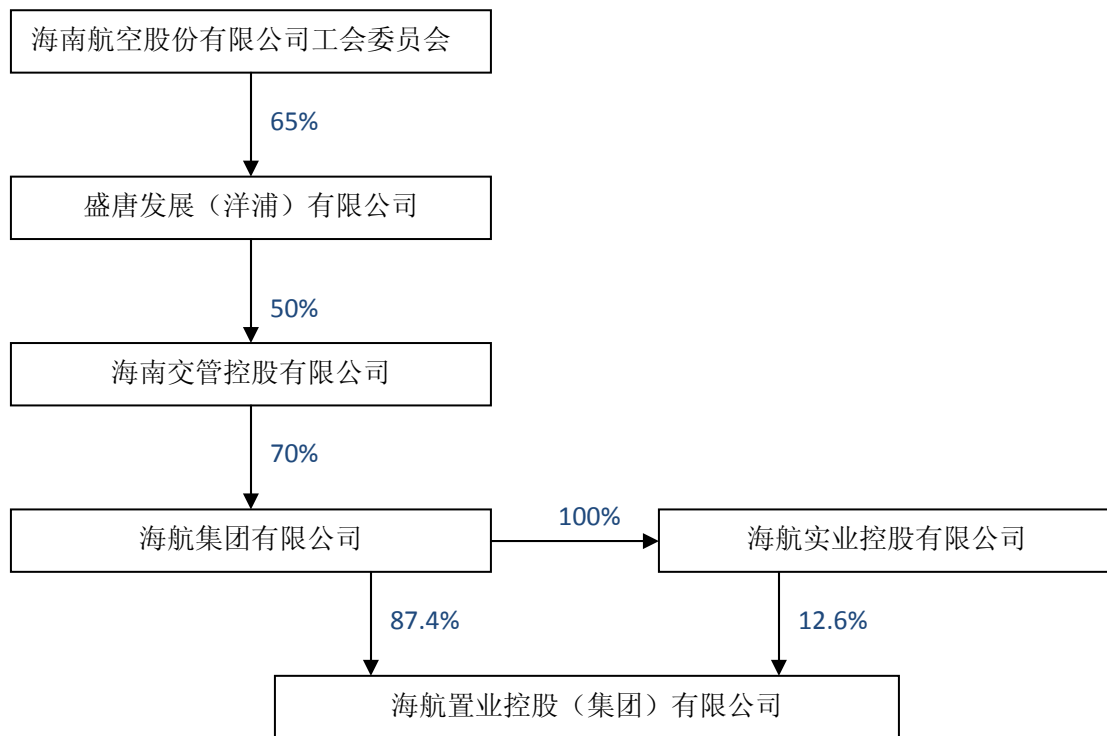 海南航空股份有限公司工会委员会
65%
盛唐发展（洋浦）有限公司
50%
海南交管控股有限公司
70%
海航集团有限公司
100%
海航实业控股有限公司
87.4%
12.6%
海航置业控股（集团）有限公司